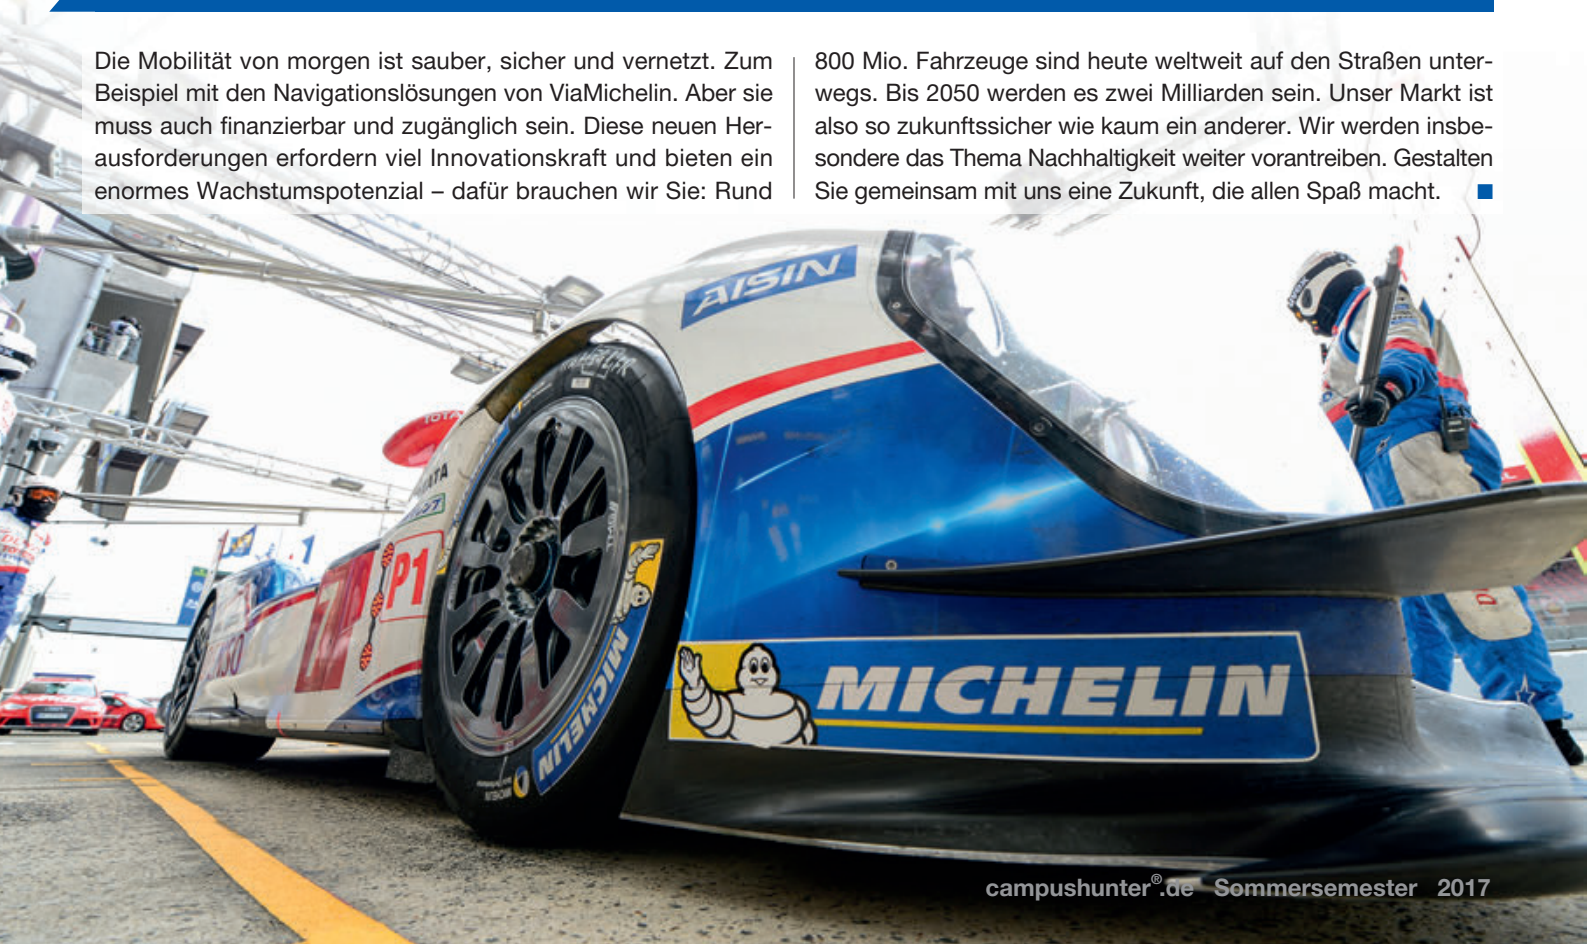 Die Mobilität von morgen ist sauber, sicher und vernetzt. Zum
Beispiel mit den Navigationslösungen von ViaMichelin. Aber sie
muss auch finanzierbar und zugänglich sein. Diese neuen Her-
ausforderungen erfordern viel Innovationskraft und bieten ein
enormes Wachstumspotenzial – dafür brauchen wir Sie: Rund
800 Mio. Fahrzeuge sind heute weltweit auf den Straßen unter-
wegs. Bis 2050 werden es zwei Milliarden sein. Unser Markt ist
also so zukunftssicher wie kaum ein anderer. Wir werden insbe-
sondere das Thema Nachhaltigkeit weiter vorantreiben. Gestalten
Sie gemeinsam mit uns eine Zukunft, die allen Spaß macht.
AISIN
P1
7
MICHELIN
MICHELIN
MICHELIN
campushunter®.de Sommersemester 2017